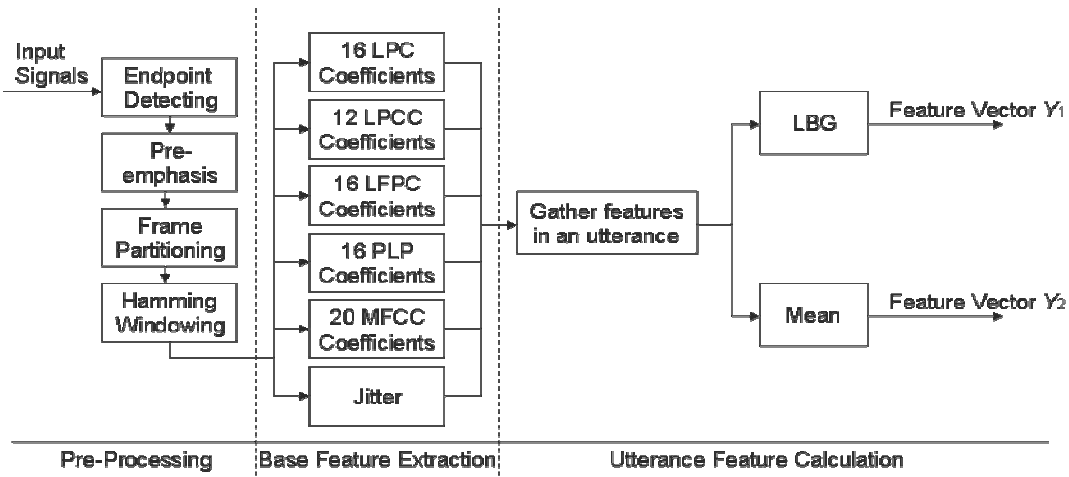 Input
Signals
Endpoint
Detecting
Pre-
emphasis
Frame
Partitioning
Hamming
Windowing
16 LPC
Coefficients
12 LPCC
Coefficients
16 LFPC
Coefficients
16 PLP
Coefficients
20 MFCC
Coefficients
Jitter
Gather features
in an utterance
LBG
Feature Vector Y1
Mean
Feature Vector Y2
Pre-Processing
Base Feature Extraction
Utterance Feature Calculation